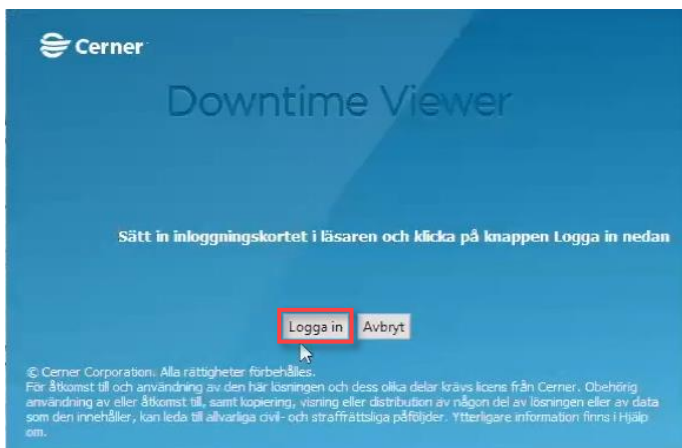 Cerner
Downtime Viewer
Sätt in inloggningskortet i läsaren och klicka på knappen Logga in nedan
Logga in Avbryt
© Cerner Corporation. Alla rättigheter förbehålles.
För åtkomst till och användning av den här lösningen och dess olika delar krävs licens från Cerner. Obehörig
användning av eller åtkomst till, samt kopiering, visning eller distribution av någon del av lösningen eller av data
som den innehåller, kan leda till allvarliga civil- och straffrättsliga påföljder. Ytterligare information finns i Hjälp
om.